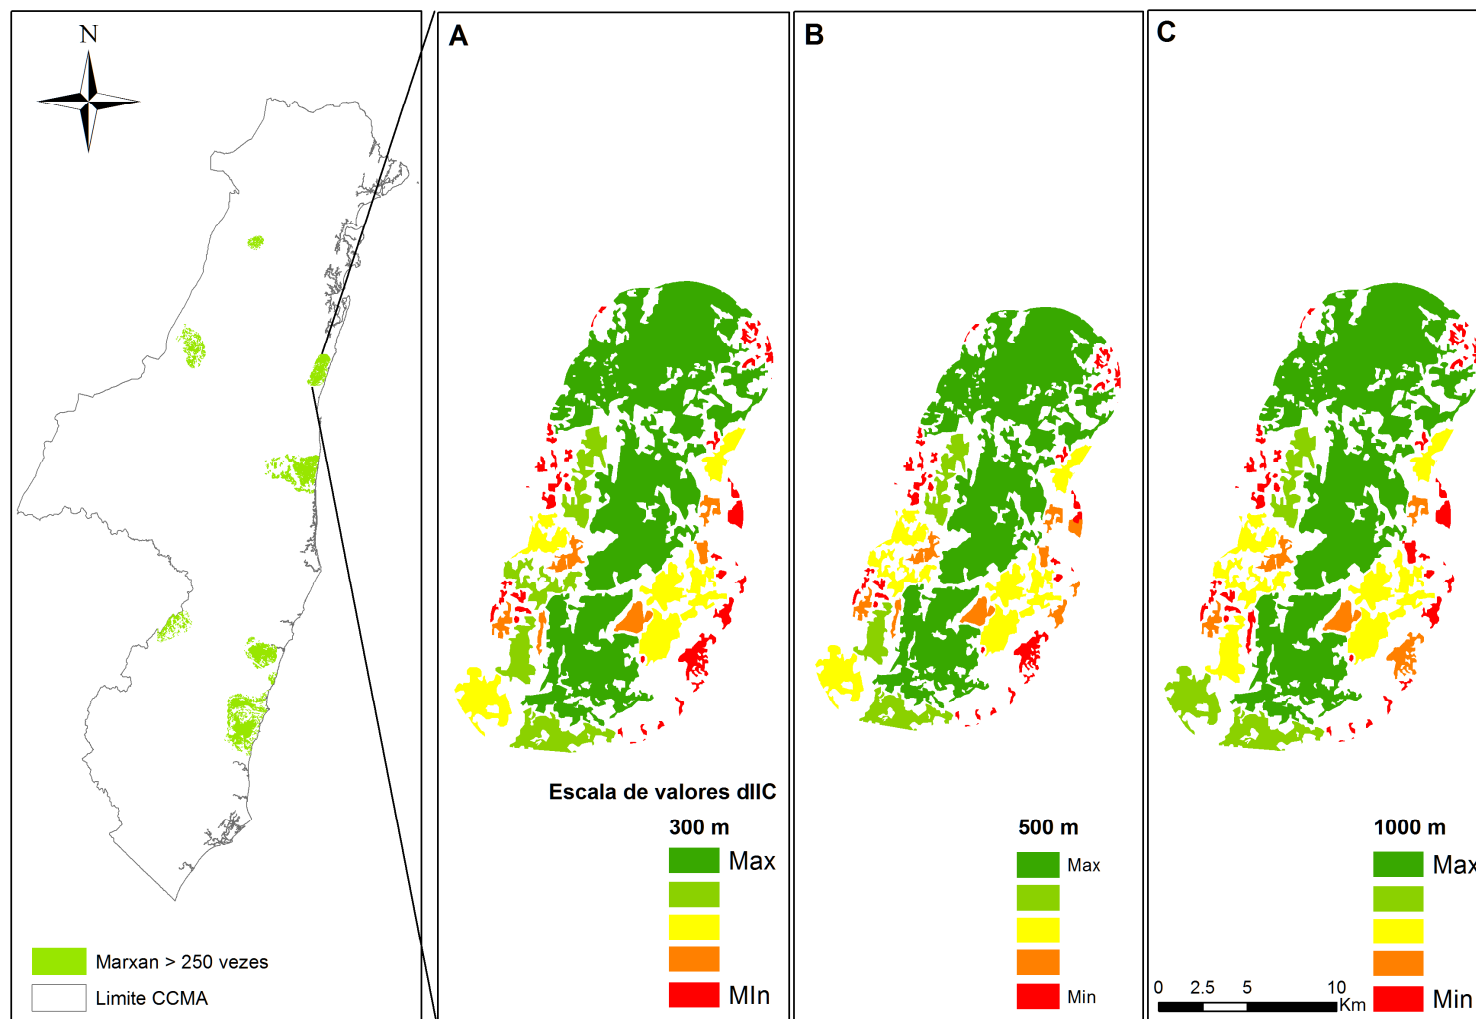 N
Marxan > 250 vezes
Limite CCMA
A
Escala de valores dIIC
300 m
Max
MIn
B
500 m
Max
Min
C
1000 m
Max
Min
0 2.5 5 10
Km